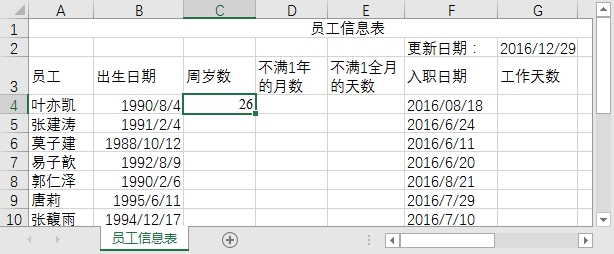 A B C D E F G
1 员工信息表
2 更新日期： 2016/12/29
3 员工 出生日期 周岁数 不满1年的月数 不满1全月的天数 入职日期 工作天数
4 叶亦凯 1990/8/4 26 2016/08/18
5 张建涛 1991/2/4 2016/6/24
6 莫子建 1988/10/12 2016/6/11
7 易子歆 1992/8/9 2016/6/20
8 郭仁泽 1990/2/6 2016/8/21
9 唐莉 1995/6/11 2016/7/29
10 张馥雨 1994/12/17 2016/7/10
员工信息表